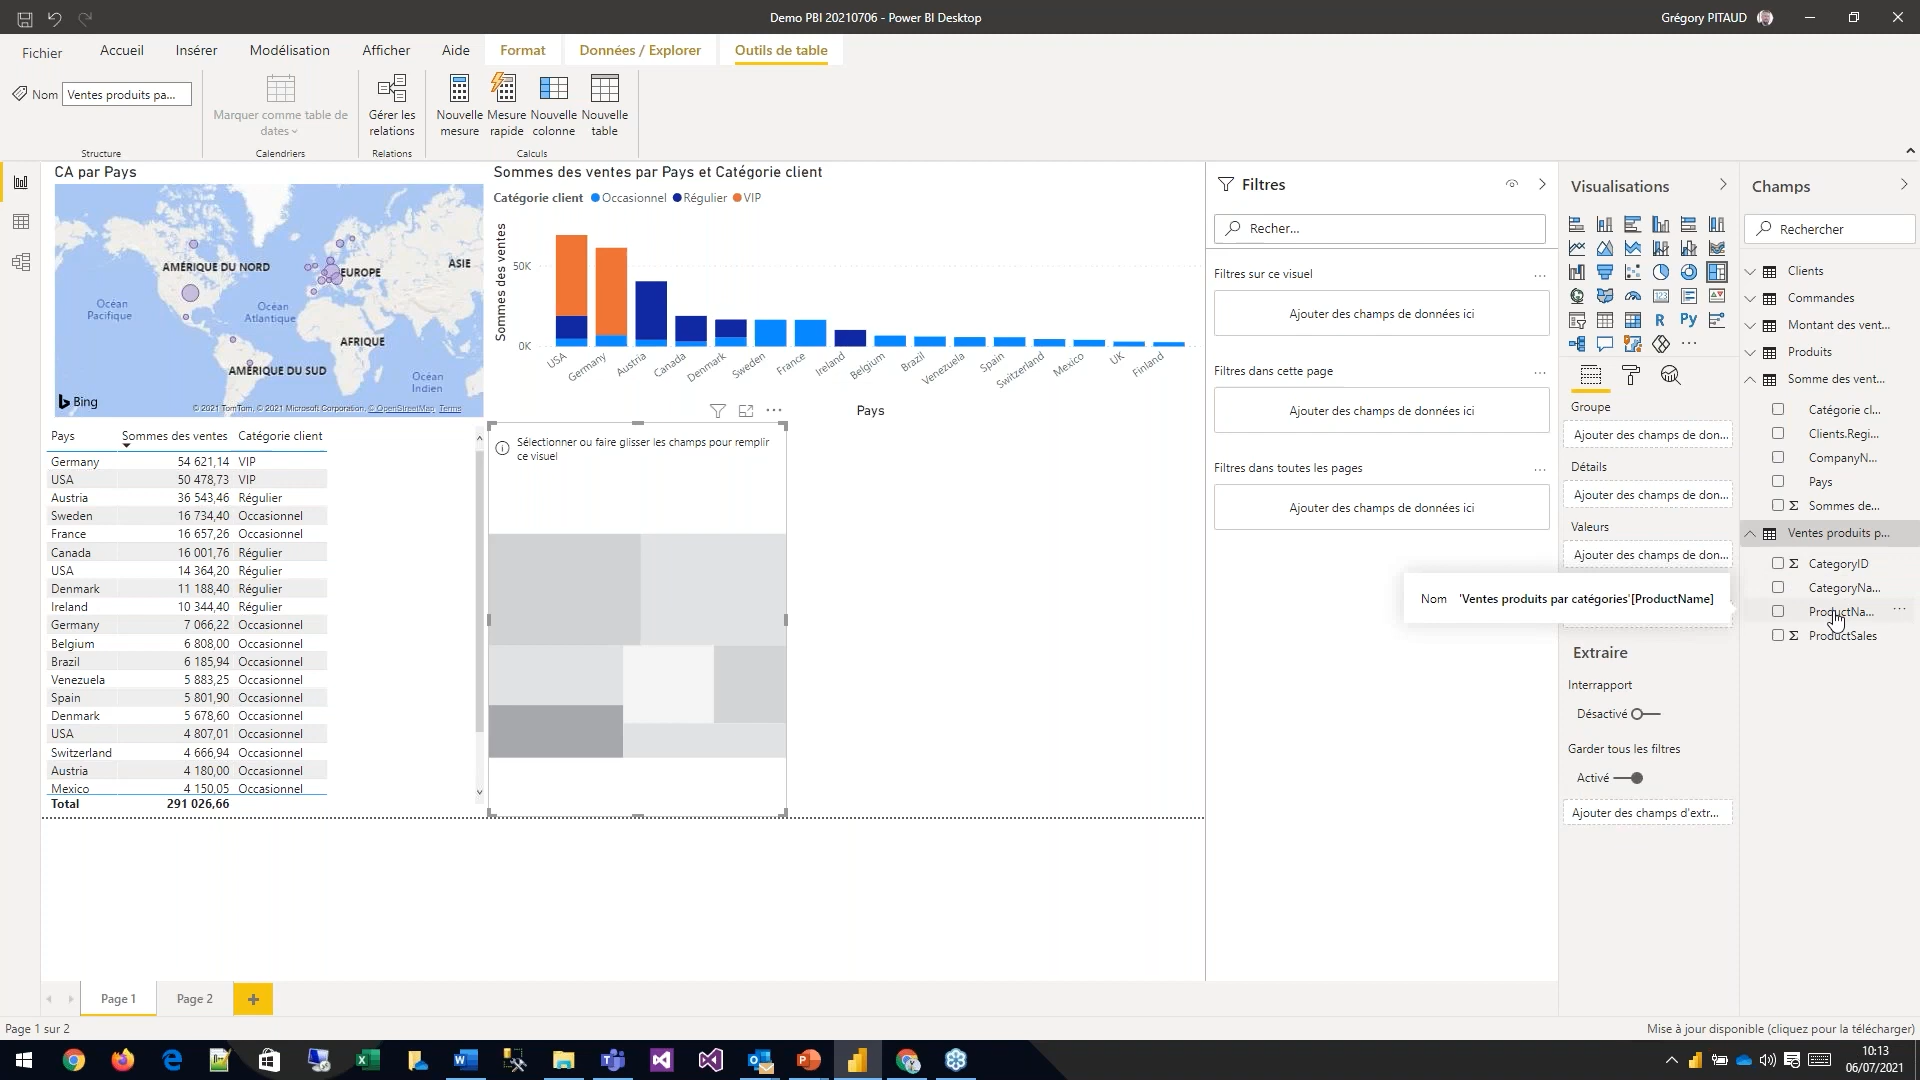 Demo PBI 20210706 - Power BI Desktop
Grégory PITAUD
Fichier
Accueil
Insérer
Modélisation
Afficher
Aide
Format
Données / Explorer
Outils de table
Nom
Ventes produits pa...
Marquer comme table de
dates
Gérer les
relations
Nouvelle
mesure
Mesure
rapide
Nouvelle
colonne
Nouvelle
table
Structure
Calendriers
Relations
Calculs
CA par Pays
AMÉRIQUE DU NORD
EUROPE
ASIE
Océan
Pacifique
Océan
Atlantique
AFRIQUE
AMÉRIQUE DU SUD
Océan
Indien
Bing
© 2021 TomTom, © 2021 Microsoft Corporation, © OpenStreetMap Terms
Sommes des ventes par Pays et Catégorie client
Catégorie client Occasionnel Régulier VIP
Sommes des ventes
50K
0K
USA
Germany
Austria
Canada
Denmark
Sweden
France
Ireland
Belgium
Brazil
Venezuela
Spain
Switzerland
Mexico
UK
Finland
Pays
Pays Sommes des ventes Catégorie client
Germany 54 621,14 VIP
USA 50 478,73 VIP
Austria 36 543,46 Régulier
Sweden 16 734,40 Occasionnel
France 16 657,26 Occasionnel
Canada 16 001,76 Régulier
USA 14 364,20 Régulier
Denmark 11 188,40 Régulier
Ireland 10 344,40 Régulier
Germany 7 066,22 Occasionnel
Belgium 6 808,00 Occasionnel
Brazil 6 185,94 Occasionnel
Venezuela 5 883,25 Occasionnel
Spain 5 801,90 Occasionnel
Denmark 5 678,60 Occasionnel
USA 4 807,01 Occasionnel
Switzerland 4 666,94 Occasionnel
Austria 4 180,00 Occasionnel
Mexico 4 150,05 Occasionnel
Total 291 026,66
Sélectionner ou faire glisser les champs pour remplir
ce visuel
Filtres
Recher...
Filtres sur ce visuel
Ajouter des champs de données ici
Filtres dans cette page
Ajouter des champs de données ici
Filtres dans toutes les pages
Ajouter des champs de données ici
Visualisations
R
Py
123
Groupe
Ajouter des champs de don...
Détails
Ajouter des champs de don...
Valeurs
Ajouter des champs de don...
Nom 'Ventes produits par catégories'[ProductName]
Extraire
Interrapport
Désactivé
Garder tous les filtres
Activé
Ajouter des champs d'extr...
Champs
Rechercher
Clients
Commandes
Montant des vent...
Produits
Somme des vent...
Catégorie cl...
Clients.Regi...
CompanyN...
Pays
Σ Sommes de...
Ventes produits p...
Σ CategoryID
CategoryNa...
ProductNa...
Σ ProductSales
Page 1
Page 2
+
Page 1 sur 2
Mise à jour disponible (cliquez pour la télécharger)
10:13
06/07/2021